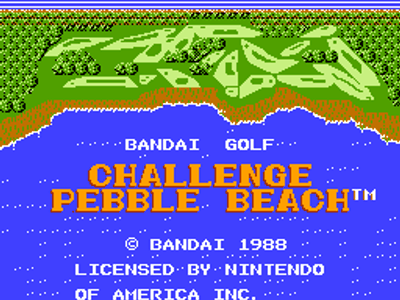 BANDAI GOLF
CHALLENGE
PEBBLE BEACH™
© BANDAI 1988
LICENSED BY NINTENDO
OF AMERICA INC.